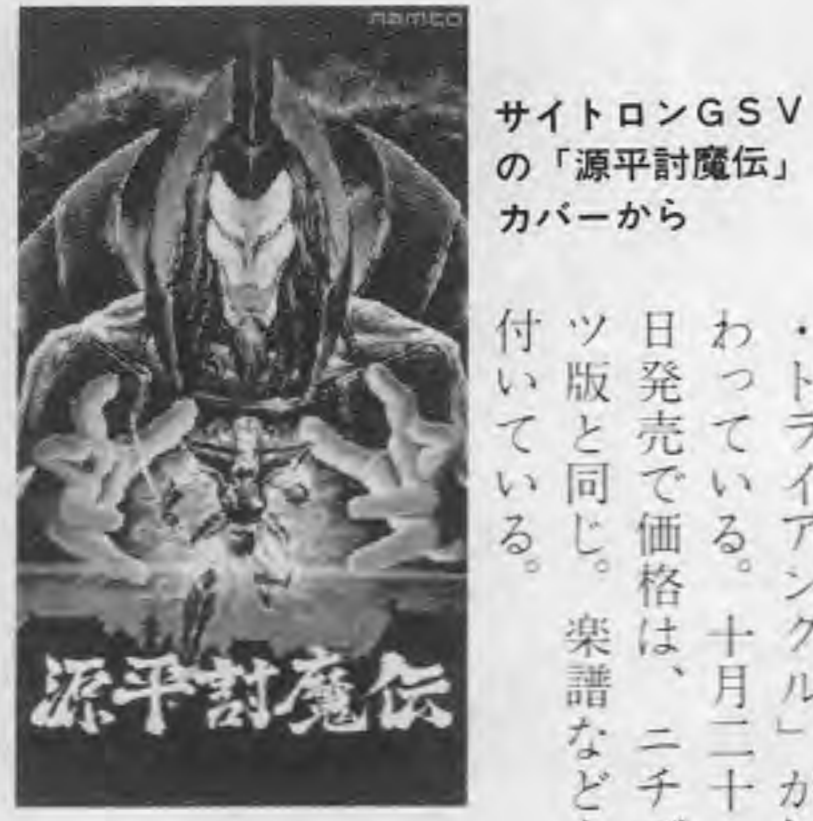 namco
源平討魔伝
サイトロンGSV
の「源平討魔伝」
カバーから
・トライアングル」が
わっている。十月二十
日発売で価格は、ニチ
ツ版と同じ。楽譜など
付いている。